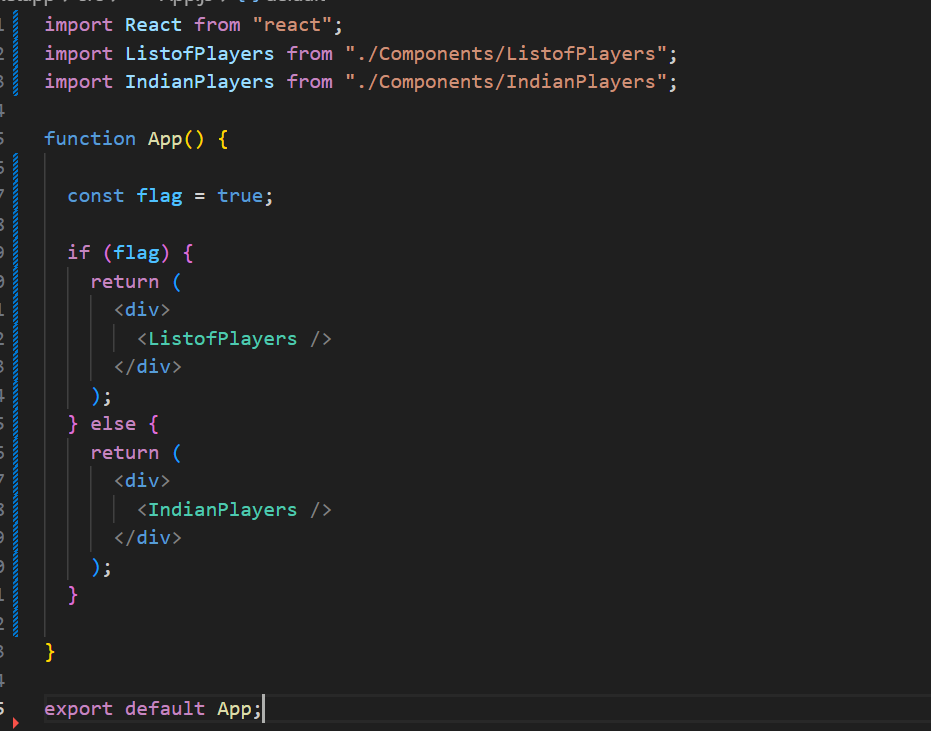 import React from "react";
import ListofPlayers from "./Components/ListofPlayers";
import IndianPlayers from "./Components/IndianPlayers";
function App() {
const flag = true;
if (flag) {
return (
<div>
<ListofPlayers />
</div>
);
} else {
return (
<div>
<IndianPlayers />
</div>
);
}
}
export default App;